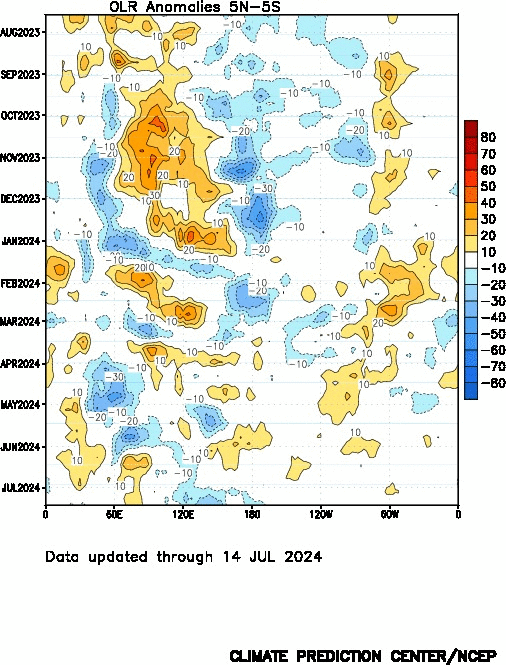 OLR Anomalies 5N-5S
AUG2023
SEP2023
OCT2023
NOV2023
DEC2023
JAN2024
FEB2024
MAR2024
APR2024
MAY2024
JUN2024
JUL2024
0 60E 120E 180 120W 60W 0
80
70
60
50
40
30
20
10
-10
-20
-30
-40
-50
-60
-70
-80
Data updated through 14 JUL 2024
CLIMATE PREDICTION CENTER/NCEP